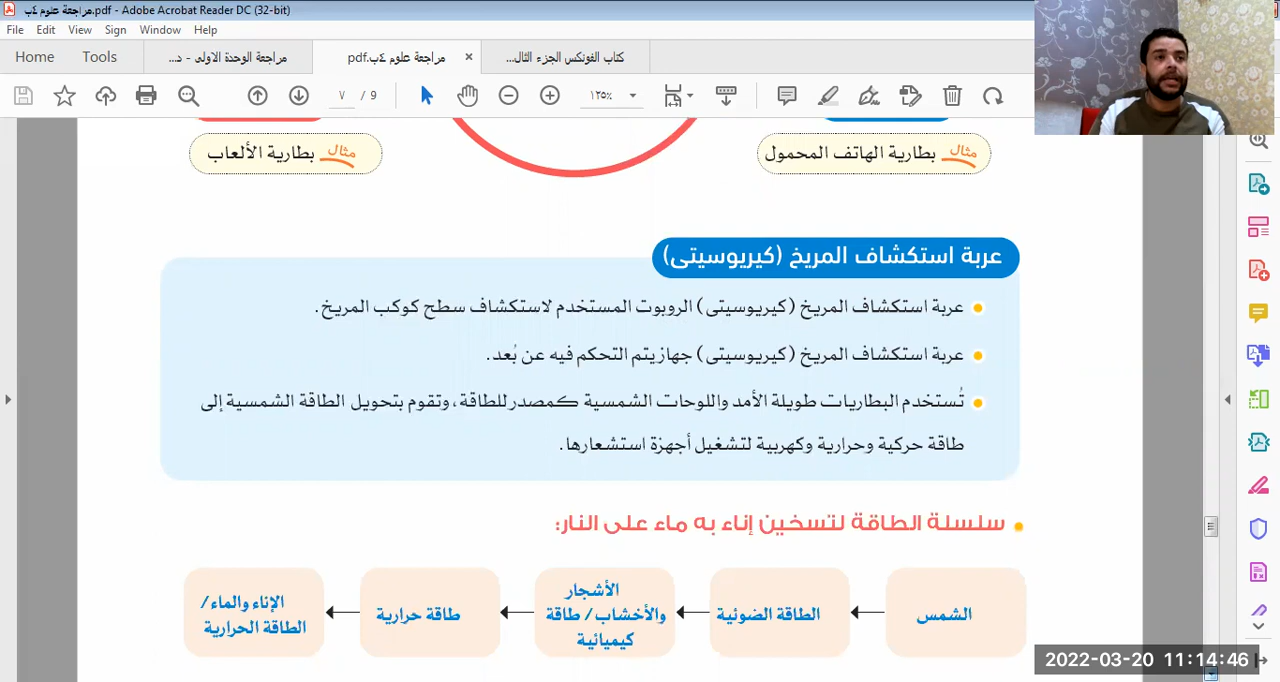 مراجعة علوم ٤ب.pdf - Adobe Acrobat Reader DC (32-bit)
File Edit View Sign Window Help
Home Tools مراجعة الوحدة الاولى - د... مراجعة علوم ٤ب.pdf × كتاب الفونكس الجزء الثال...
٧ / 9 ١٢٥%
مثال بطارية الهاتف المحمول
مثال بطارية الألعاب
عربة استكشاف المريخ (كيريوسيتى)
عربة استكشاف المريخ (كيريوسيتى) الروبوت المستخدم لاستكشاف سطح كوكب المريخ.
عربة استكشاف المريخ (كيريوسيتى) جهاز يتم التحكم فيه عن بُعد.
تُستخدم البطاريات طويلة الأمد واللوحات الشمسية كمصدر للطاقة، وتقوم بتحويل الطاقة الشمسية إلى
طاقة حركية وحرارية وكهربية لتشغيل أجهزة استشعارها.
سلسلة الطاقة لتسخين إناء به ماء على النار:
الشمس
الطاقة الضوئية
الأشجار
والأخشاب / طاقة
كيميائية
طاقة حرارية
الإناء والماء /
الطاقة الحرارية
2022-03-20 11:14:46